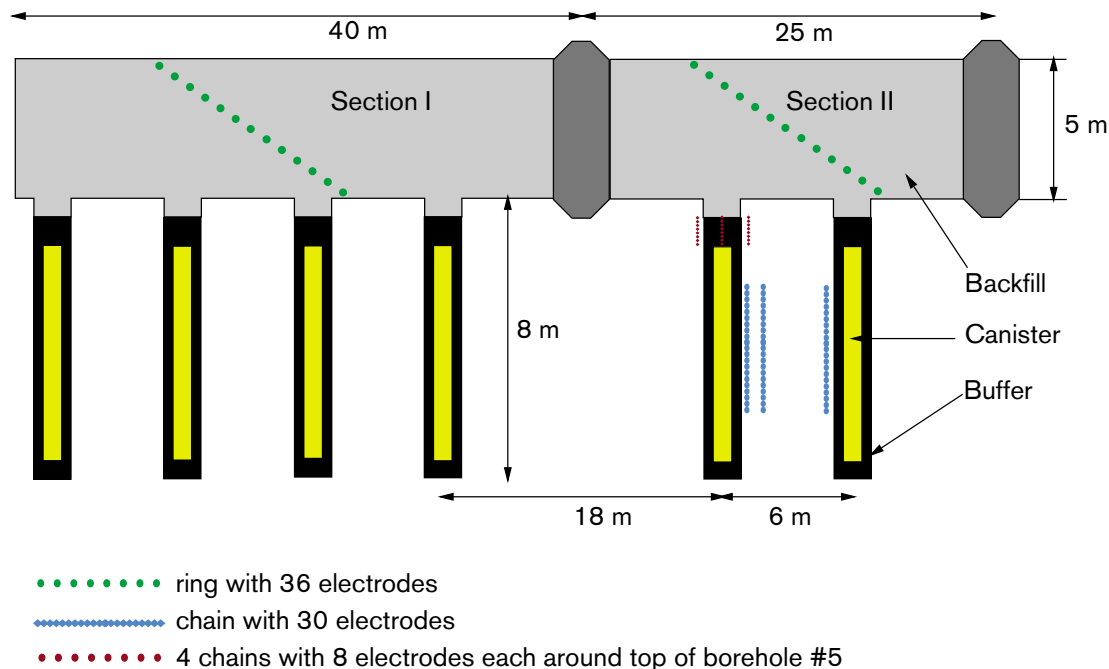 40 m
25 m
Section I
Section II
5 m
Backfill
8 m
Canister
Buffer
18 m
6 m
ring with 36 electrodes
chain with 30 electrodes
4 chains with 8 electrodes each around top of borehole #5